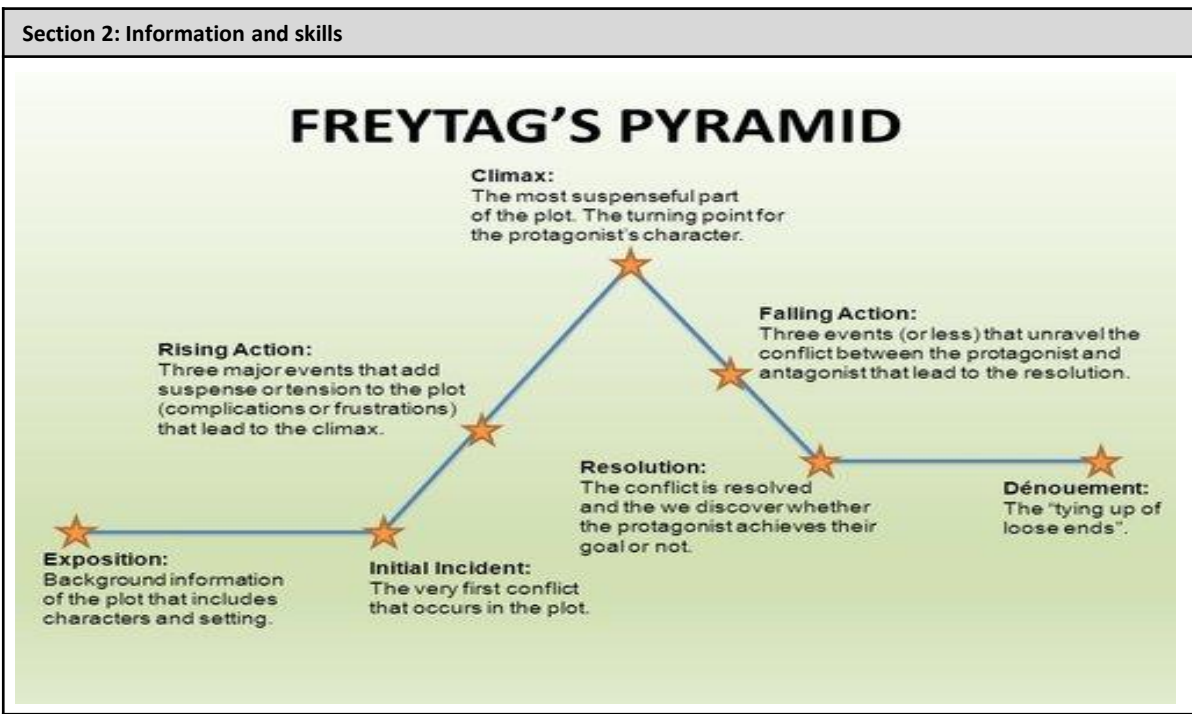 Section 2: Information and skills
FREYTAG'S PYRAMID
Climax:
The most suspenseful part
of the plot. The turning point for
the protagonist's character.
Falling Action:
Three events (or less) that unravel the
conflict between the protagonist and
antagonist that lead to the resolution.
Rising Action:
Three major events that add
suspense or tension to the plot
(complications or frustrations)
that lead to the climax.
Resolution:
The conflict is resolved
and the we discover whether
the protagonist achieves their
goal or not.
Dénouement:
The "tying up of
loose ends".
Exposition:
Background information
of the plot that includes
characters and setting.
Initial Incident:
The very first conflict
that occurs in the plot.